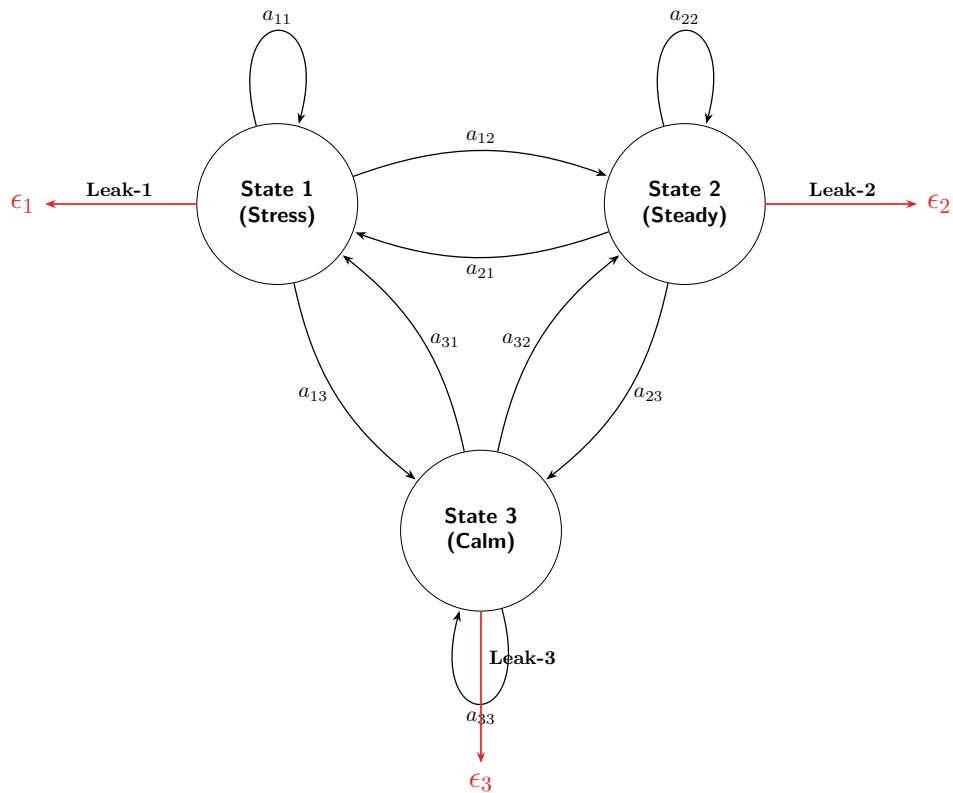 a₁₁
a₂₂
a₁₂
State 1
(Stress)
State 2
(Steady)
Leak-1
Leak-2
ϵ₁
ϵ₂
a₂₁
a₃₁
a₃₂
a₁₃
a₂₃
State 3
(Calm)
Leak-3
a₃₃
ϵ₃